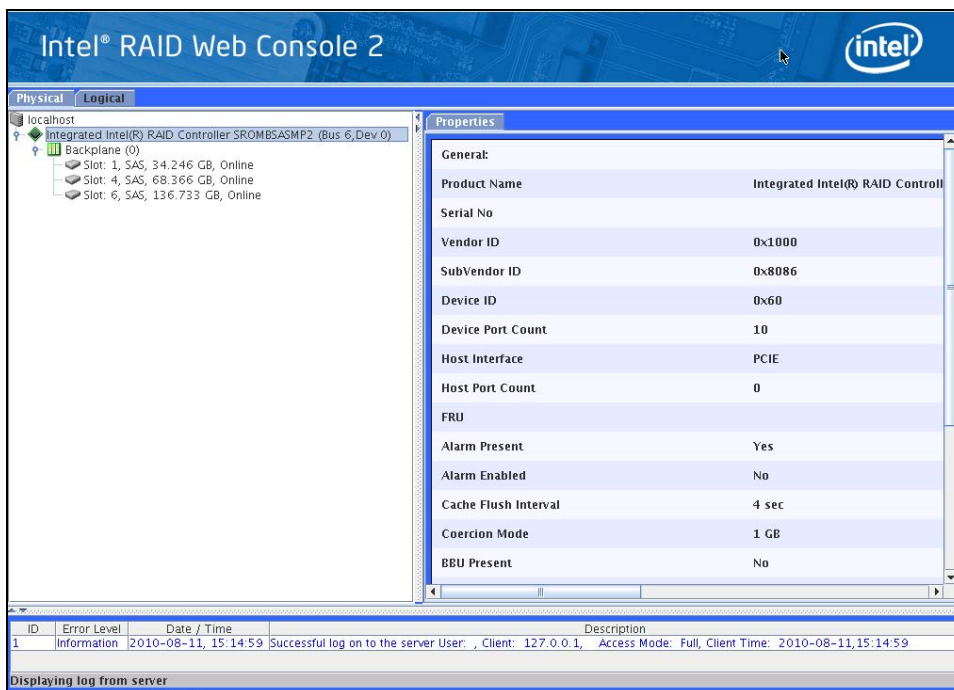 Intel® RAID Web Console 2
intel
Physical Logical
localhost
Integrated Intel(R) RAID Controller SROMBSASMP2 (Bus 6,Dev 0)
Backplane (0)
Slot: 1, SAS, 34.246 GB, Online
Slot: 4, SAS, 68.366 GB, Online
Slot: 6, SAS, 136.733 GB, Online
Properties
General:
Product Name Integrated Intel(R) RAID Controll
Serial No
Vendor ID 0x1000
SubVendor ID 0x8086
Device ID 0x60
Device Port Count 10
Host Interface PCIE
Host Port Count 0
FRU
Alarm Present Yes
Alarm Enabled No
Cache Flush Interval 4 sec
Coercion Mode 1 GB
BBU Present No
ID Error Level Date / Time Description
1 Information 2010-08-11, 15:14:59 Successful log on to the server User: , Client: 127.0.0.1, Access Mode: Full, Client Time: 2010-08-11,15:14:59
Displaying log from server